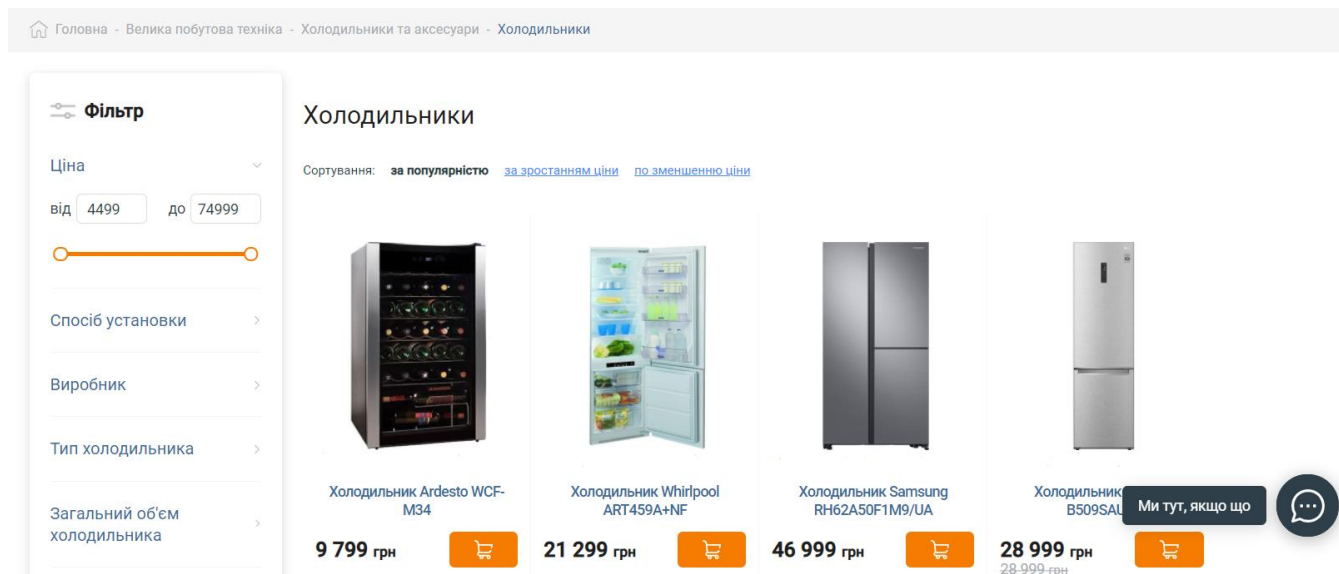 Головна - Велика побутова техніка - Холодильники та аксесуари - Холодильники
Фільтр
Ціна
від 4499 до 74999
Спосіб установки
Виробник
Тип холодильника
Загальний об'єм
холодильника
Холодильники
Сортування: за популярністю за зростанням ціни по зменшенню ціни
Холодильник Ardesto WCF-
M34
9 799 грн
Холодильник Whirlpool
ART459A+NF
21 299 грн
Холодильник Samsung
RH62A50F1M9/UA
46 999 грн
Холодильник
B509SAU
28 999 грн
28 999 грн
Ми тут, якщо що